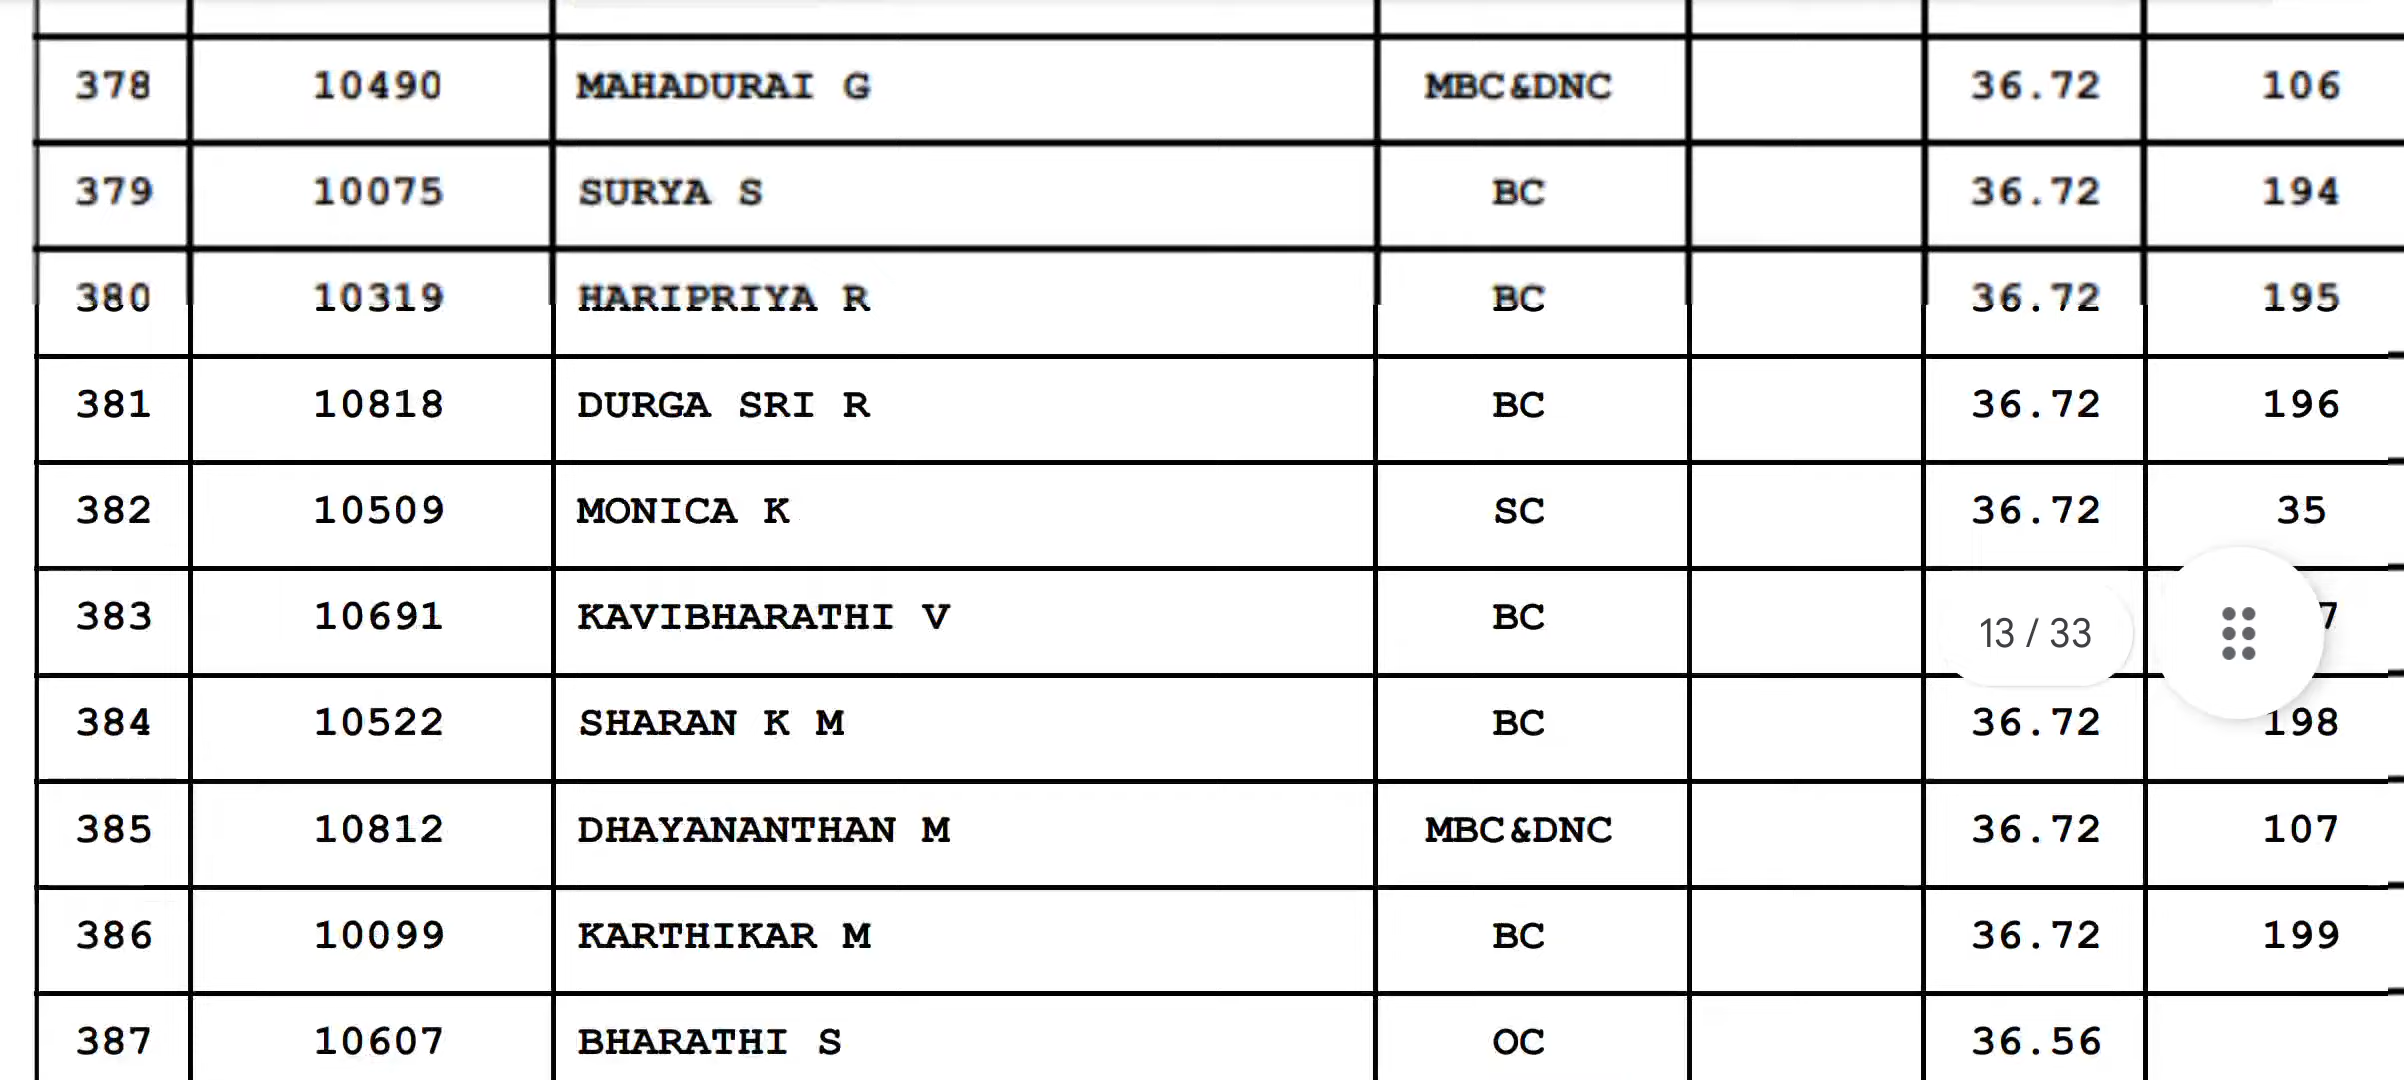 378 10490 MAHADURAI G MBC&DNC 36.72 106
379 10075 SURYA S BC 36.72 194
380 10319 HARIPRIYA R BC 36.72 195
381 10818 DURGA SRI R BC 36.72 196
382 10509 MONICA K SC 36.72 35
383 10691 KAVIBHARATHI V BC 13 / 33
384 10522 SHARAN K M BC 36.72 198
385 10812 DHAYANANTHAN M MBC&DNC 36.72 107
386 10099 KARTHIKAR M BC 36.72 199
387 10607 BHARATHI S OC 36.56